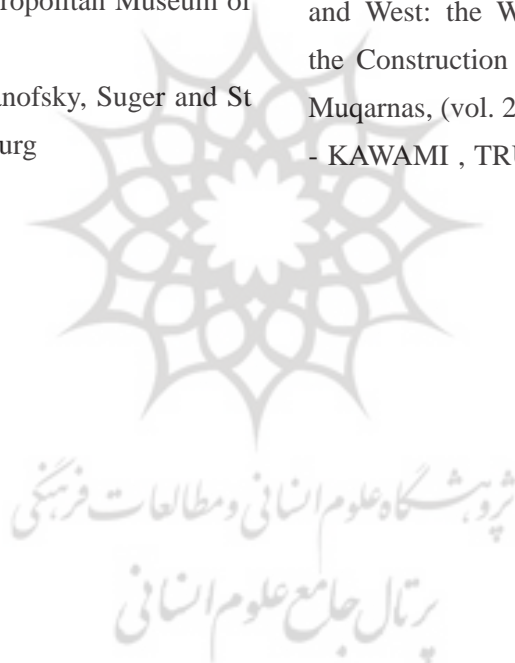 ropolitan Museum of
anofsky, Suger and St
urg
and West: the W
the Construction
Muqarnas, (vol. 2
- KAWAMI , TRU
پژوهشگاه علوم انسانی و مطالعات فرهنگی
پرتال جامع علوم انسانی